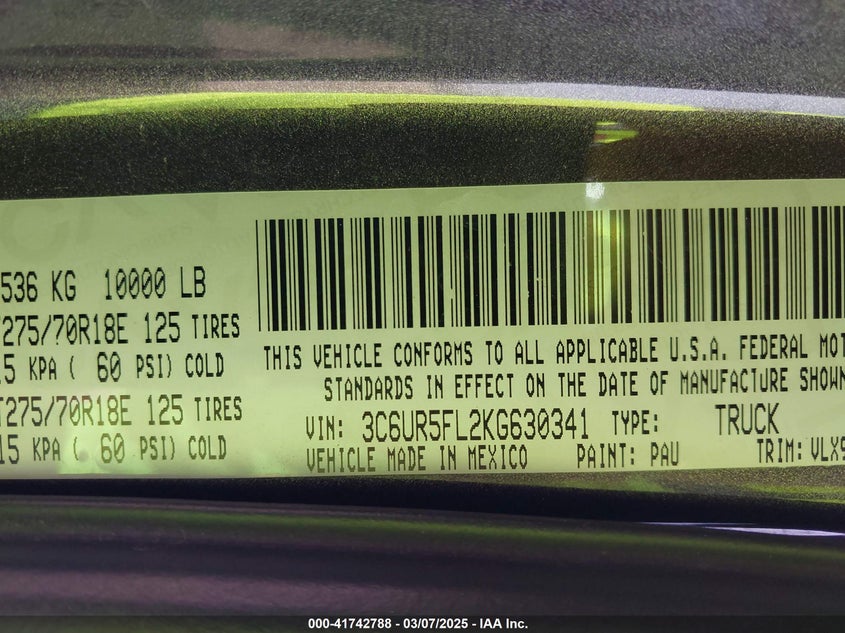 536 KG 10000 LB
275/70R18E 125 TIRES
15 KPA ( 60 PSI) COLD
T275/70R18E 125 TIRES
15 KPA ( 60 PSI) COLD
THIS VEHICLE CONFORMS TO ALL APPLICABLE U.S.A. FEDERAL MOT
STANDARDS IN EFFECT ON THE DATE OF MANUFACTURE SHOWN
VIN: 3C6UR5FL2KG630341 TYPE: TRUCK
VEHICLE MADE IN MEXICO PAINT: PAU TRIM: VLX9
000-41742788 - 03/07/2025 - IAA Inc.